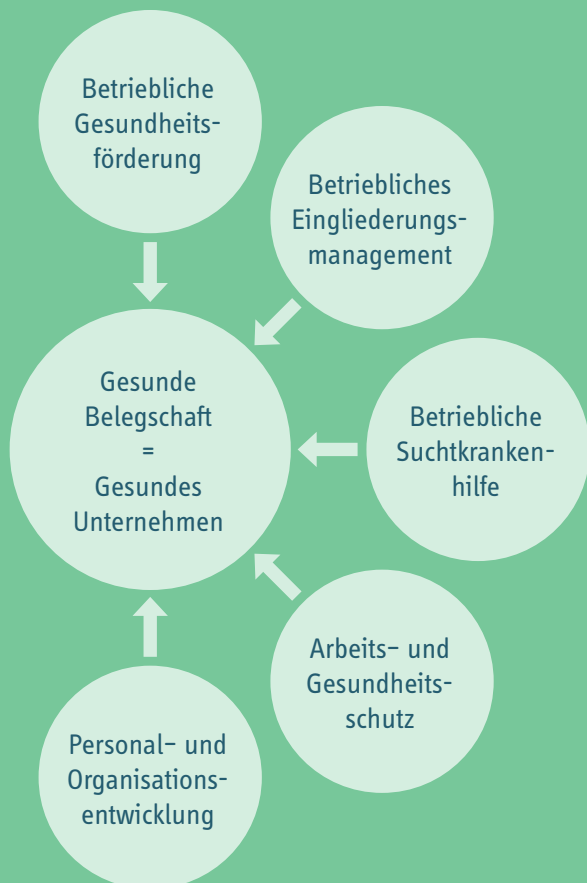 Betriebliche
Gesundheits-
förderung
Betriebliches
Eingliederungs-
management
Gesunde
Belegschaft
=
Gesundes
Unternehmen
Betriebliche
Suchtkranken-
hilfe
Arbeits- und
Gesundheits-
schutz
Personal- und
Organisations-
entwicklung